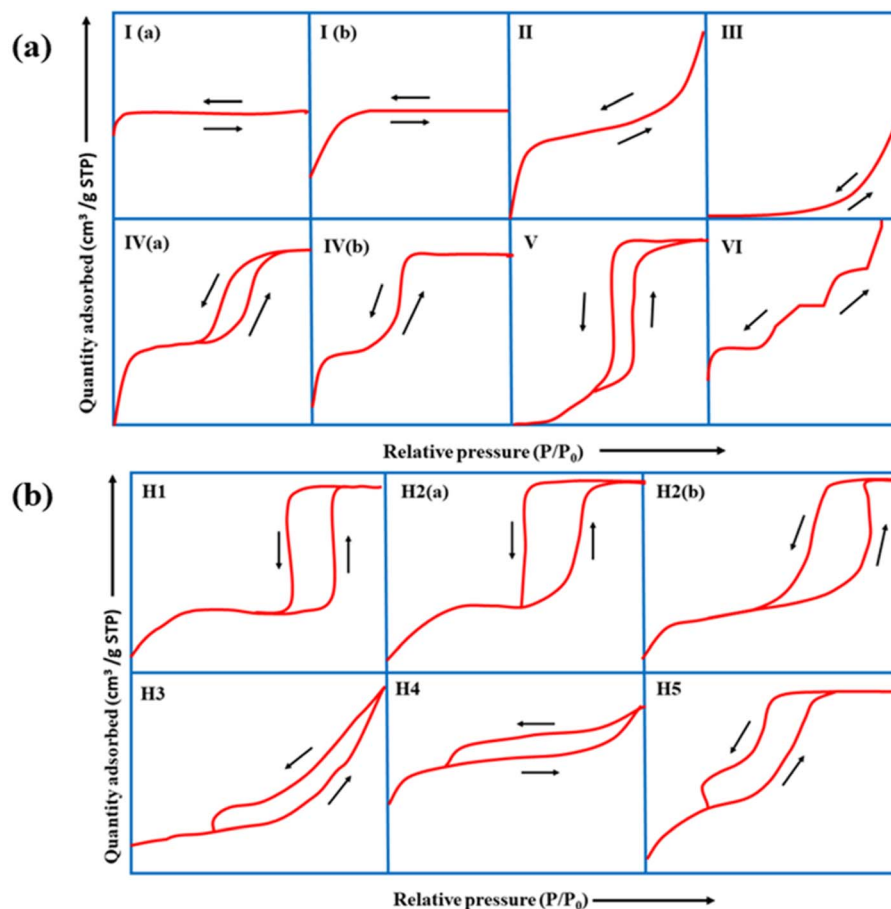 (a)
I (a)
I (b)
II
III
IV(a)
IV(b)
V
VI
Quantity adsorbed (cm³ /g STP)
Relative pressure (P/P₀)
(b)
H1
H2(a)
H2(b)
H3
H4
H5
Quantity adsorbed (cm³ /g STP)
Relative pressure (P/P₀)